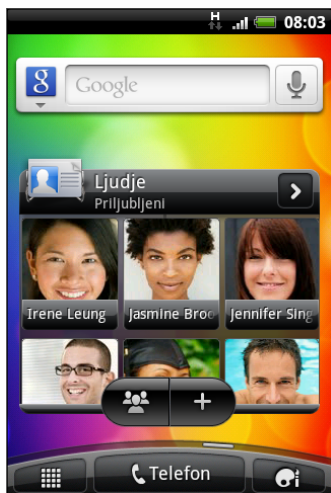 H
08:03
g Google
Ljudje
Priljubljeni
Irene Leung Jasmine Broo Jennifer Sing
Telefon